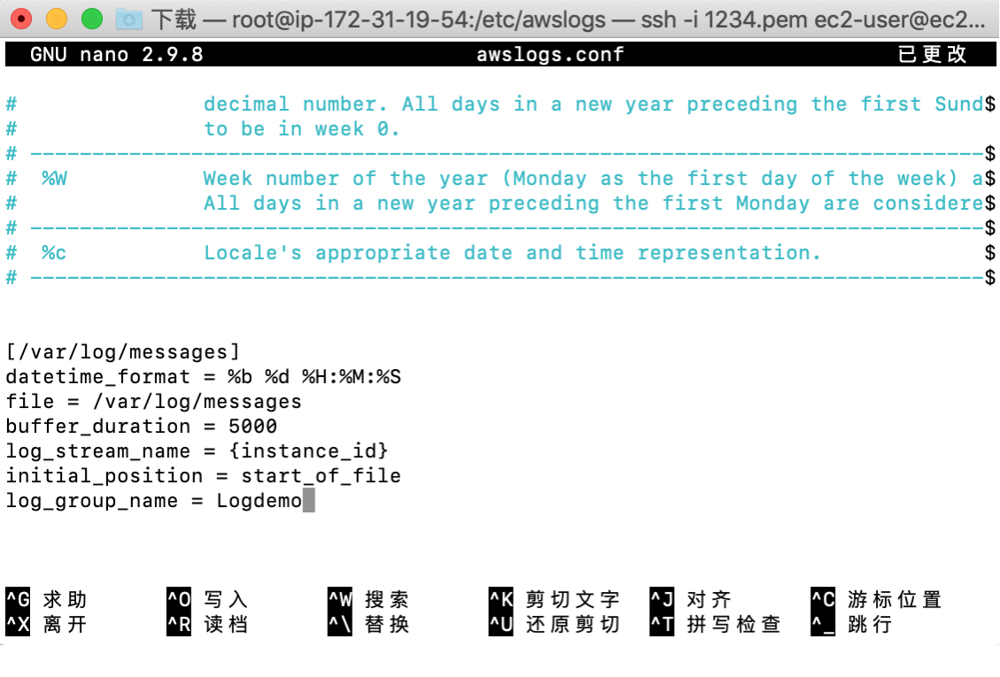 下载 — root@ip-172-31-19-54:/etc/awslogs — ssh -i 1234.pem ec2-user@ec2...
GNU nano 2.9.8 awslogs.conf 已更改
# decimal number. All days in a new year preceding the first Sund$
# to be in week 0.
# -----------------------------------------------------------------------------$
# %W Week number of the year (Monday as the first day of the week) a$
# All days in a new year preceding the first Monday are considere$
# -----------------------------------------------------------------------------$
# %c Locale's appropriate date and time representation. $
# -----------------------------------------------------------------------------$
[/var/log/messages]
datetime_format = %b %d %H:%M:%S
file = /var/log/messages
buffer_duration = 5000
log_stream_name = {instance_id}
initial_position = start_of_file
log_group_name = Logdemo
^G 求助 ^O 写入 ^W 搜索 ^K 剪切文字 ^J 对齐 ^C 游标位置
^X 离开 ^R 读档 ^\ 替换 ^U 还原剪切 ^T 拼写检查 ^_ 跳行